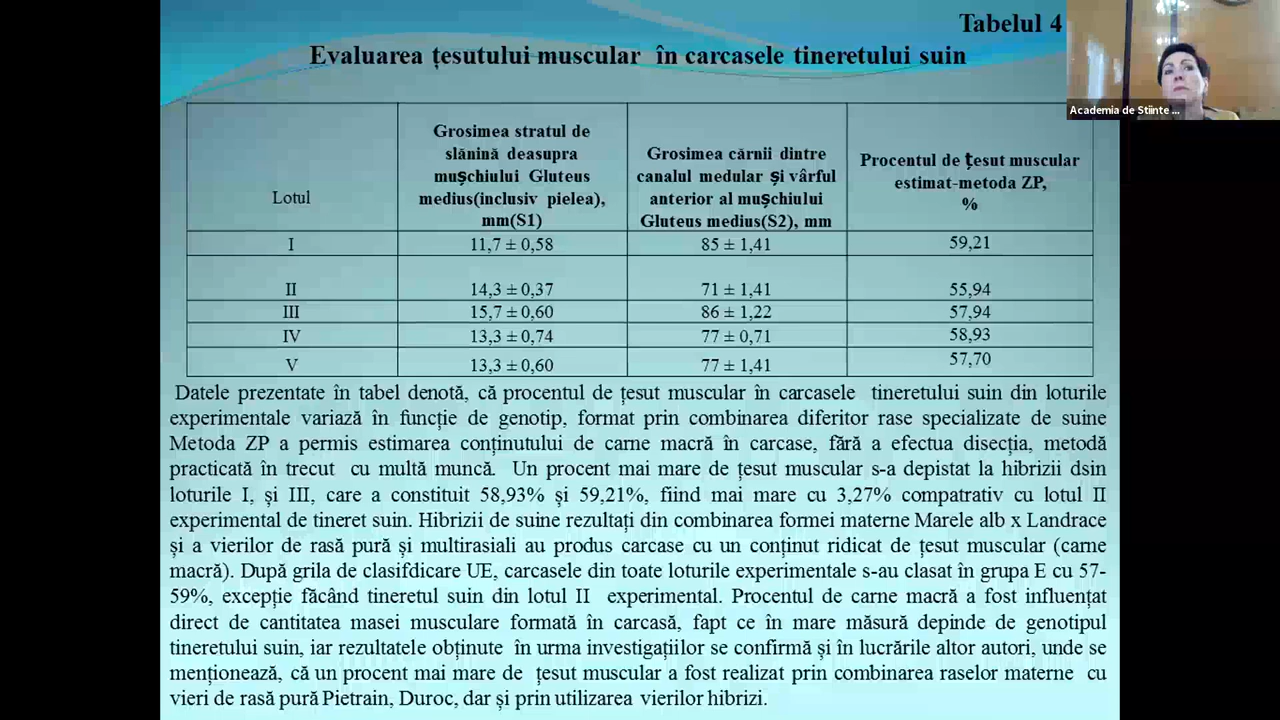 Tabelul 4
Evaluarea țesutului muscular în carcasele tineretului suin
Academia de Stiinte ...
Lotul
Grosimea stratul de
slănină deasupra
mușchiului Gluteus
medius(inclusiv pielea),
mm(S1)
Grosimea cărnii dintre
canalul medular și vârful
anterior al mușchiului
Gluteus medius(S2), mm
Procentul de țesut muscular
estimat-metoda ZP,
%
I 11,7 ± 0,58 85 ± 1,41 59,21
II 14,3 ± 0,37 71 ± 1,41 55,94
III 15,7 ± 0,60 86 ± 1,22 57,94
IV 13,3 ± 0,74 77 ± 0,71 58,93
V 13,3 ± 0,60 77 ± 1,41 57,70
Datele prezentate în tabel denotă, că procentul de țesut muscular în carcasele tineretului suin din loturile
experimentale variază în funcție de genotip, format prin combinarea diferitor rase specializate de suine
Metoda ZP a permis estimarea conținutului de carne macră în carcase, fără a efectua disecția, metodă
practicată în trecut cu multă muncă. Un procent mai mare de țesut muscular s-a depistat la hibrizii dsin
loturile I, și III, care a constituit 58,93% și 59,21%, fiind mai mare cu 3,27% compatrativ cu lotul II
experimental de tineret suin. Hibrizii de suine rezultați din combinarea formei materne Marele alb x Landrace
și a vierilor de rasă pură și multirasiali au produs carcase cu un conținut ridicat de țesut muscular (carne
macră). După grila de clasifdicare UE, carcasele din toate loturile experimentale s-au clasat în grupa E cu 57-
59%, excepție făcând tineretul suin din lotul II experimental. Procentul de carne macră a fost influențat
direct de cantitatea masei musculare formată în carcasă, fapt ce în mare măsură depinde de genotipul
tineretului suin, iar rezultatele obținute în urma investigațiilor se confirmă și în lucrările altor autori, unde se
menționează, că un procent mai mare de țesut muscular a fost realizat prin combinarea raselor materne cu
vieri de rasă pură Pietrain, Duroc, dar și prin utilizarea vierilor hibrizi.